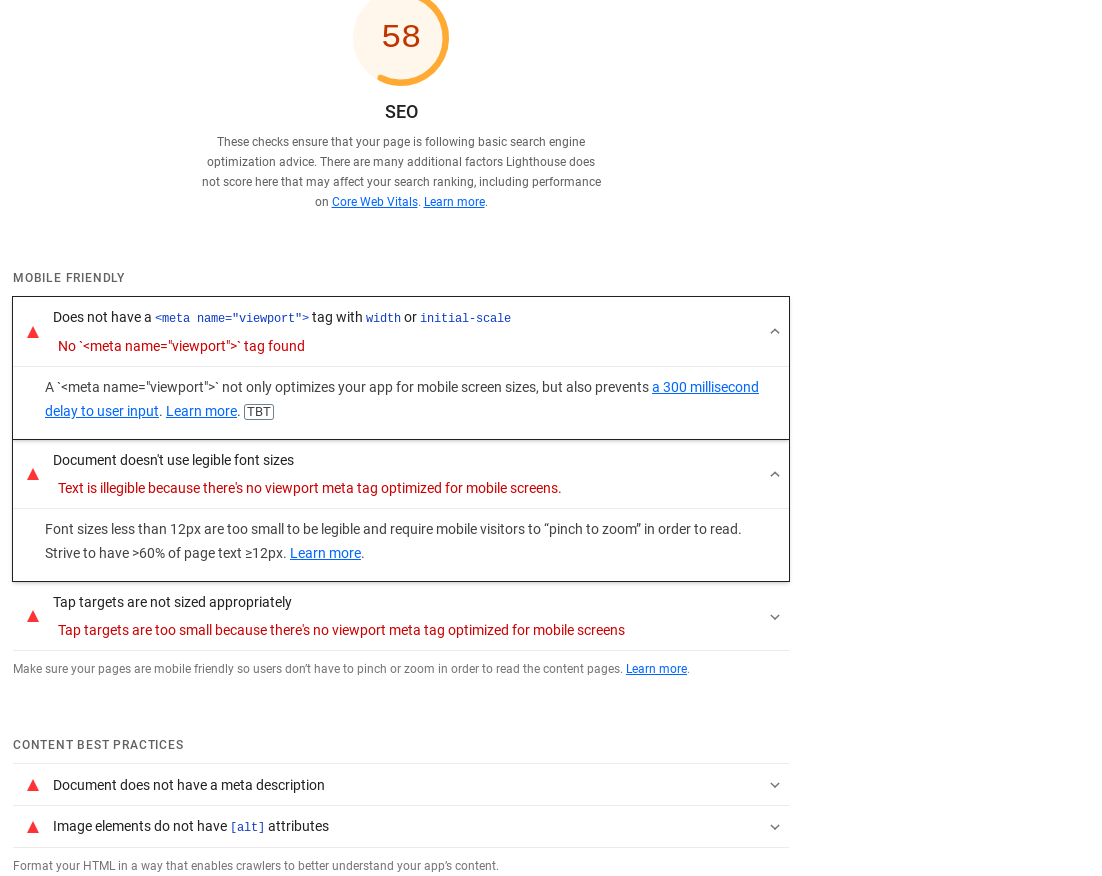 58
SEO
These checks ensure that your page is following basic search engine
optimization advice. There are many additional factors Lighthouse does
not score here that may affect your search ranking, including performance
on Core Web Vitals. Learn more.
MOBILE FRIENDLY
Does not have a <meta name="viewport"> tag with width or initial-scale
No `<meta name="viewport">` tag found
A `<meta name="viewport">` not only optimizes your app for mobile screen sizes, but also prevents a 300 millisecond
delay to user input. Learn more. TBT
Document doesn't use legible font sizes
Text is illegible because there's no viewport meta tag optimized for mobile screens.
Font sizes less than 12px are too small to be legible and require mobile visitors to “pinch to zoom” in order to read.
Strive to have >60% of page text ≥12px. Learn more.
Tap targets are not sized appropriately
Tap targets are too small because there's no viewport meta tag optimized for mobile screens
Make sure your pages are mobile friendly so users don’t have to pinch or zoom in order to read the content pages. Learn more.
CONTENT BEST PRACTICES
Document does not have a meta description
Image elements do not have [alt] attributes
Format your HTML in a way that enables crawlers to better understand your app’s content.